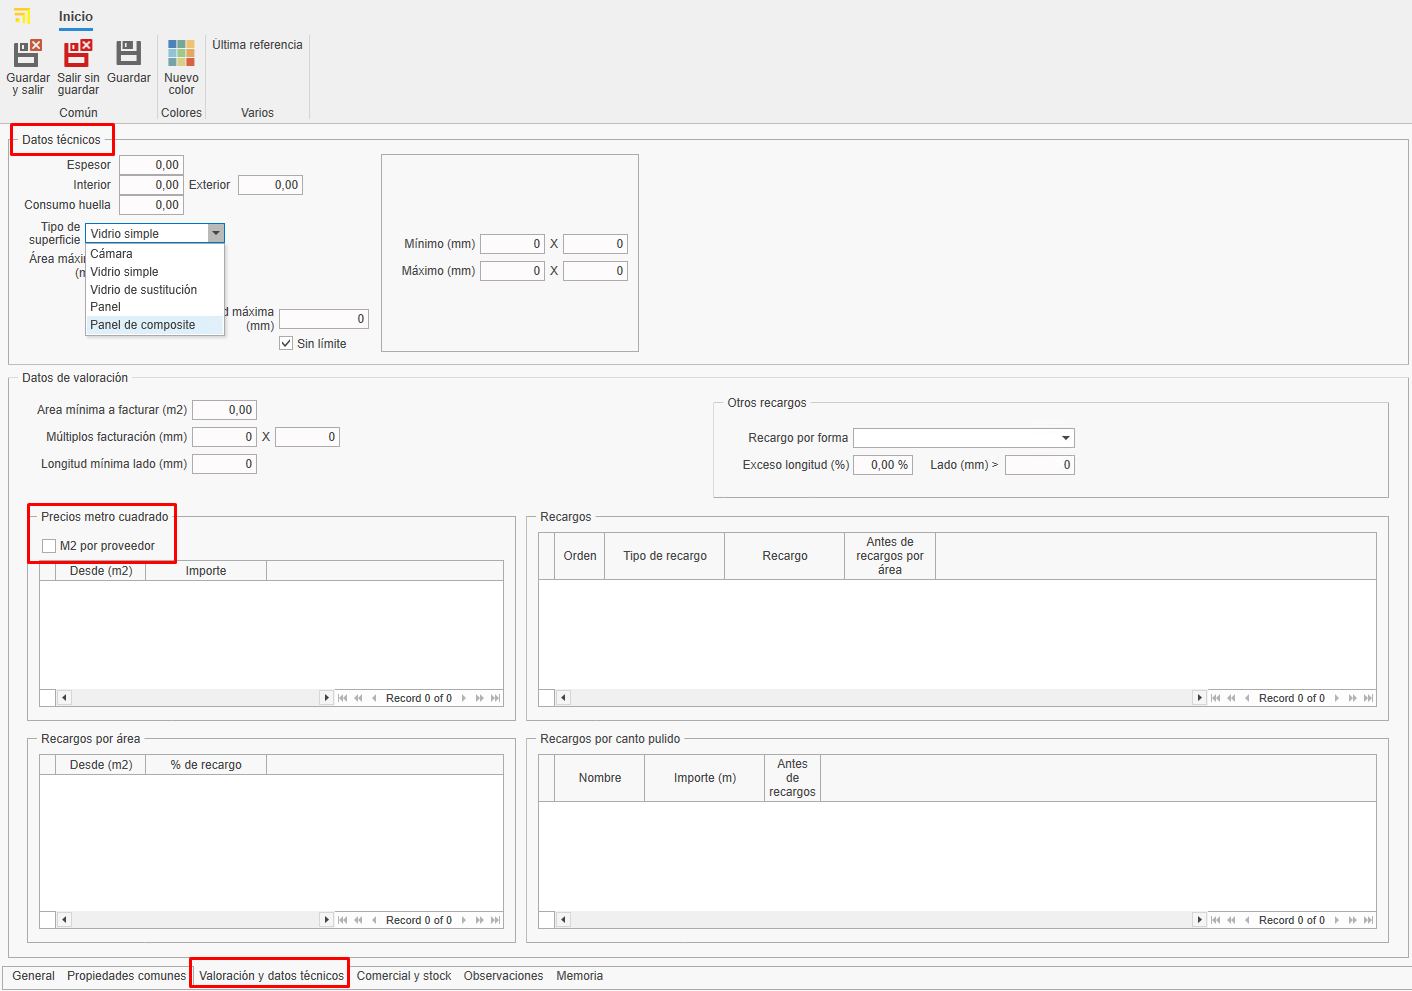 Inicio
Guardar y salir
Salir sin guardar
Guardar
Nuevo color
Última referencia
Común
Colores
Varios
Datos técnicos
Espesor 0,00
Interior 0,00 Exterior 0,00
Consumo huella 0,00
Tipo de superficie Vidrio simple
Cámara
Vidrio simple
Vidrio de sustitución
Panel
Panel de composite
Área máxi
(m
d máxima (mm) 0
Sin límite
Mínimo (mm) 0 X 0
Máximo (mm) 0 X 0
Datos de valoración
Area mínima a facturar (m2) 0,00
Múltiplos facturación (mm) 0 X 0
Longitud mínima lado (mm) 0
Otros recargos
Recargo por forma
Exceso longitud (%) 0,00 % Lado (mm) > 0
Precios metro cuadrado
M2 por proveedor
Desde (m2) Importe
Record 0 of 0
Recargos
Orden Tipo de recargo Recargo Antes de recargos por área
Record 0 of 0
Recargos por área
Desde (m2) % de recargo
Record 0 of 0
Recargos por canto pulido
Nombre Importe (m) Antes de recargos
Record 0 of 0
General Propiedades comunes Valoración y datos técnicos Comercial y stock Observaciones Memoria